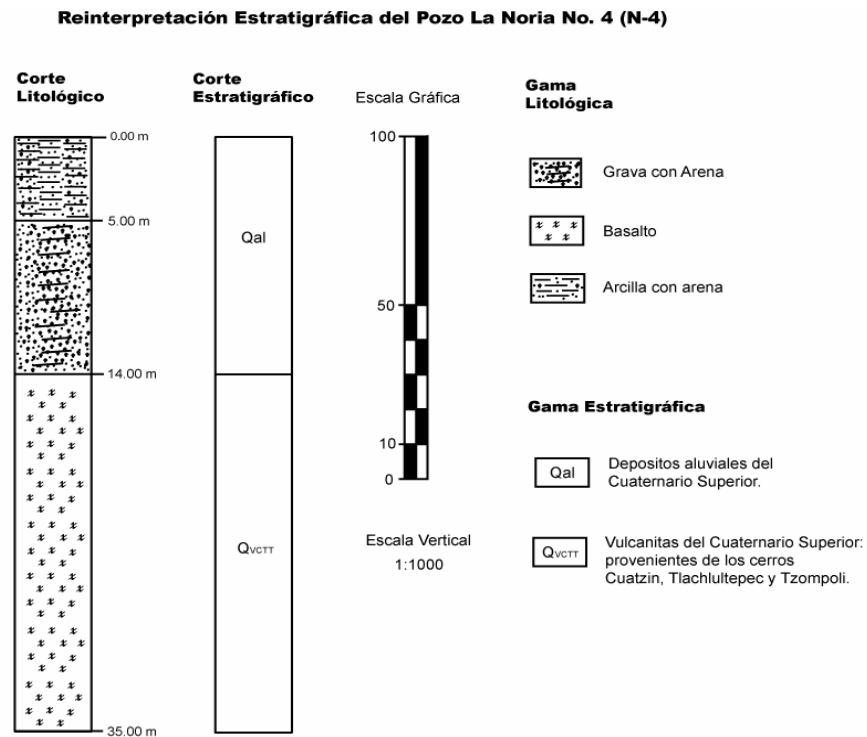 Reinterpretación Estratigráfica del Pozo La Noria No. 4 (N-4)
Corte
Litológico
0.00 m
5.00 m
14.00 m
35.00 m
Corte
Estratigráfico
Qal
QVCTT
Escala Gráfica
100
50
10
0
Escala Vertical
1:1000
Gama
Litológica
Grava con Arena
Basalto
Arcilla con arena
Gama Estratigráfica
Qal
Depositos aluviales del
Cuaternario Superior.
QVCTT
Vulcanitas del Cuaternario Superior:
provenientes de los cerros
Cuatzin, Tlachlultepec y Tzompoli.